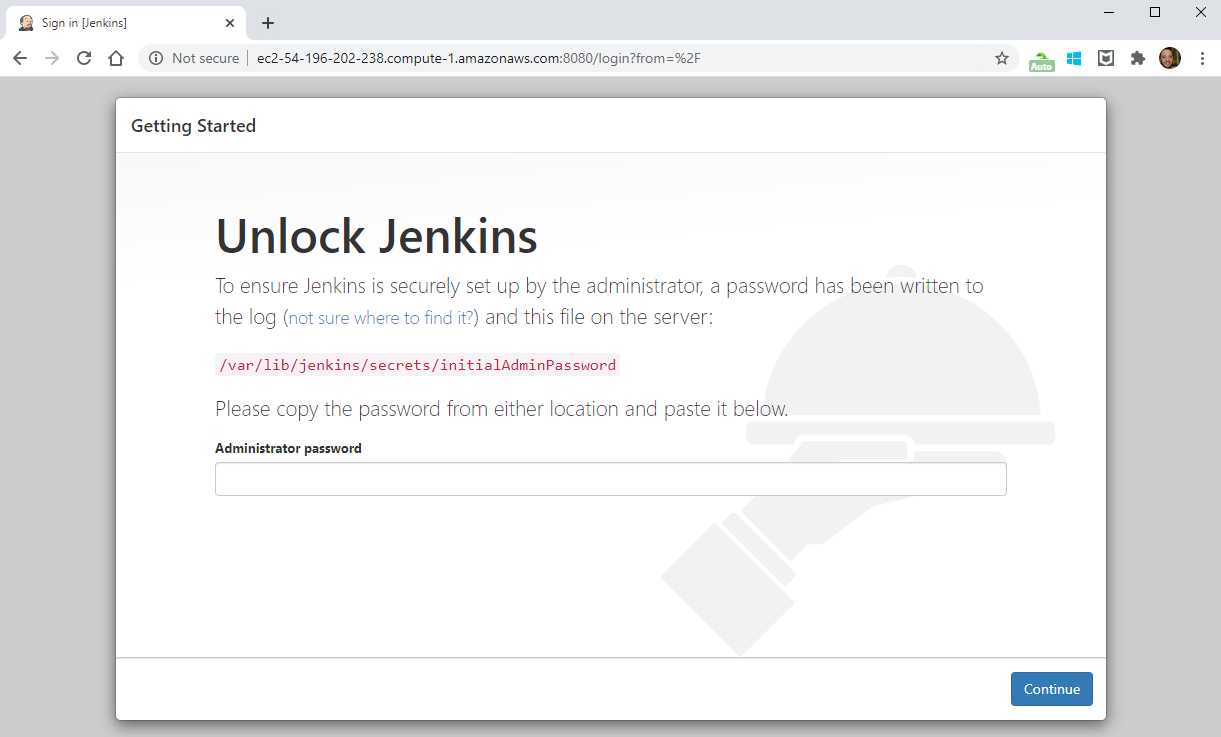 Sign in [Jenkins]
Not secure
ec2-54-196-202-238.compute-1.amazonaws.com:8080/login?from=%2F
Auto
Getting Started
Unlock Jenkins
To ensure Jenkins is securely set up by the administrator, a password has been written to
the log (not sure where to find it?) and this file on the server:
/var/lib/jenkins/secrets/initialAdminPassword
Please copy the password from either location and paste it below.
Administrator password
Continue